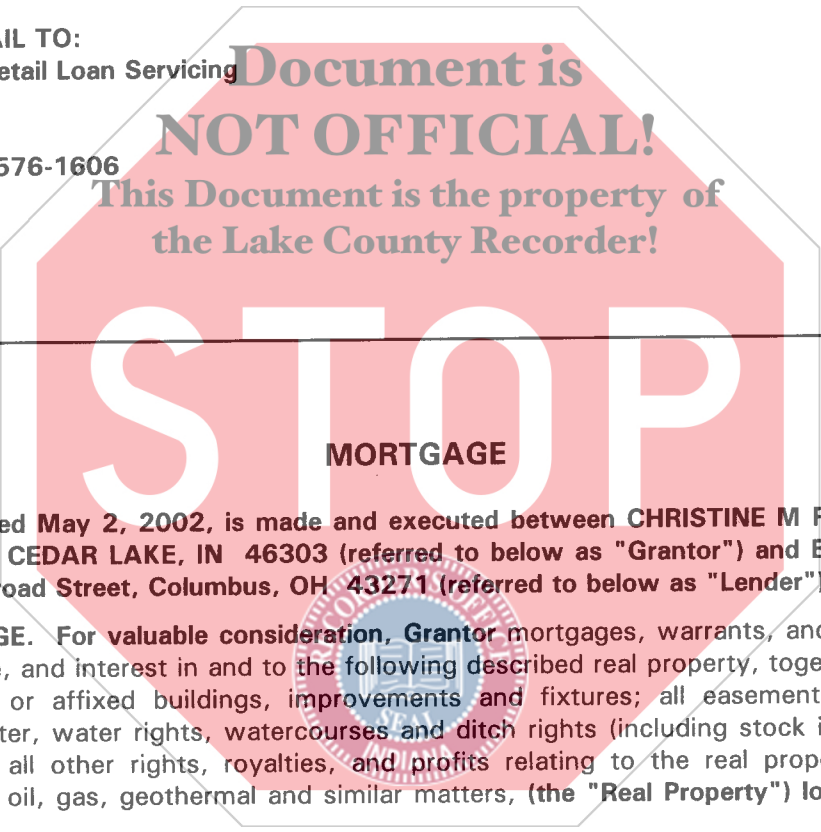 AIL TO:
etail Loan Servicing
Document is
NOT OFFICIAL!
576-1606
This Document is the property of
the Lake County Recorder!
STOP
MORTGAGE
ed May 2, 2002, is made and executed between CHRISTINE M
CEDAR LAKE, IN 46303 (referred to below as "Grantor") and
road Street, Columbus, OH 43271 (referred to below as "Lender")
GE. For valuable consideration, Grantor mortgages, warrants, and
, and interest in and to the following described real property, toge
or affixed buildings, improvements and fixtures; all easement
ter, water rights, watercourses and ditch rights (including stock i
all other rights, royalties, and profits relating to the real prop
oil, gas, geothermal and similar matters, (the "Real Property") lo
RECORDER'S OFFICE
SEAL
INDIANA